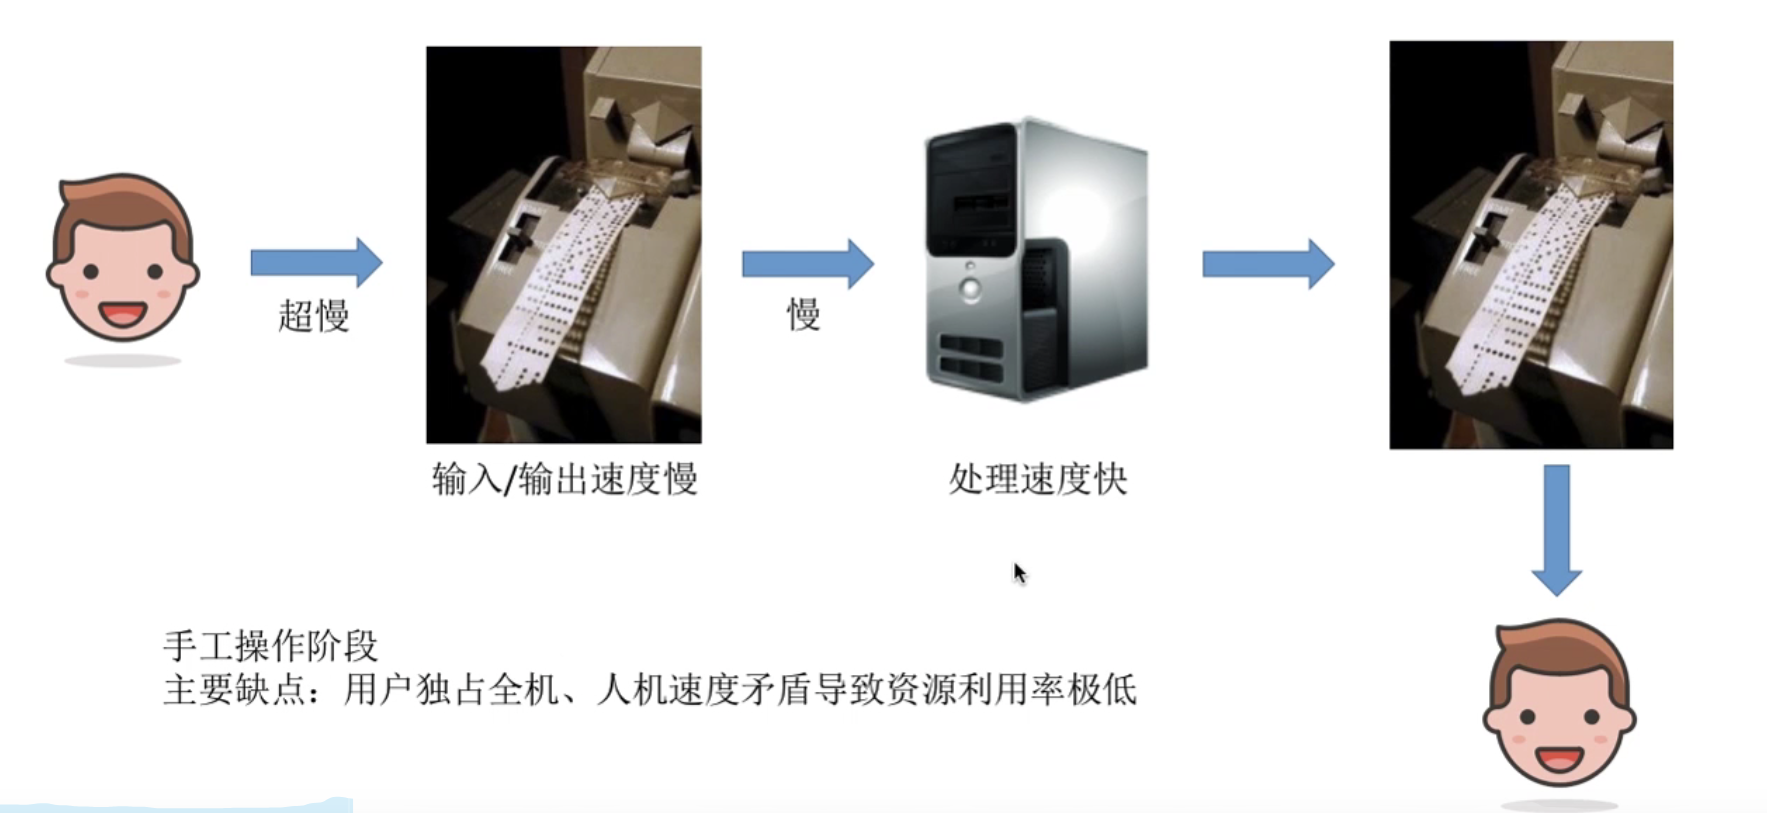 超慢
慢
输入/输出速度慢
处理速度快
手工操作阶段
主要缺点：用户独占全机、人机速度矛盾导致资源利用率极低